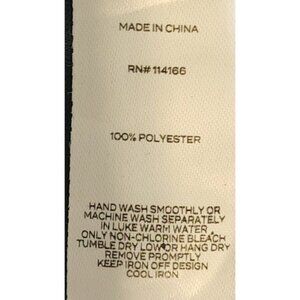 MADE IN CHINA
RN# 114166
100% POLYESTER
HAND WASH SMOOTHLY OR
MACHINE WASH SEPARATELY
IN LUKE WARM WATER
ONLY NON-CHLORINE BLEACH
TUMBLE DRY LOW OR HANG DRY
REMOVE PROMPTLY
KEEP IRON OFF DESIGN
COOL IRON